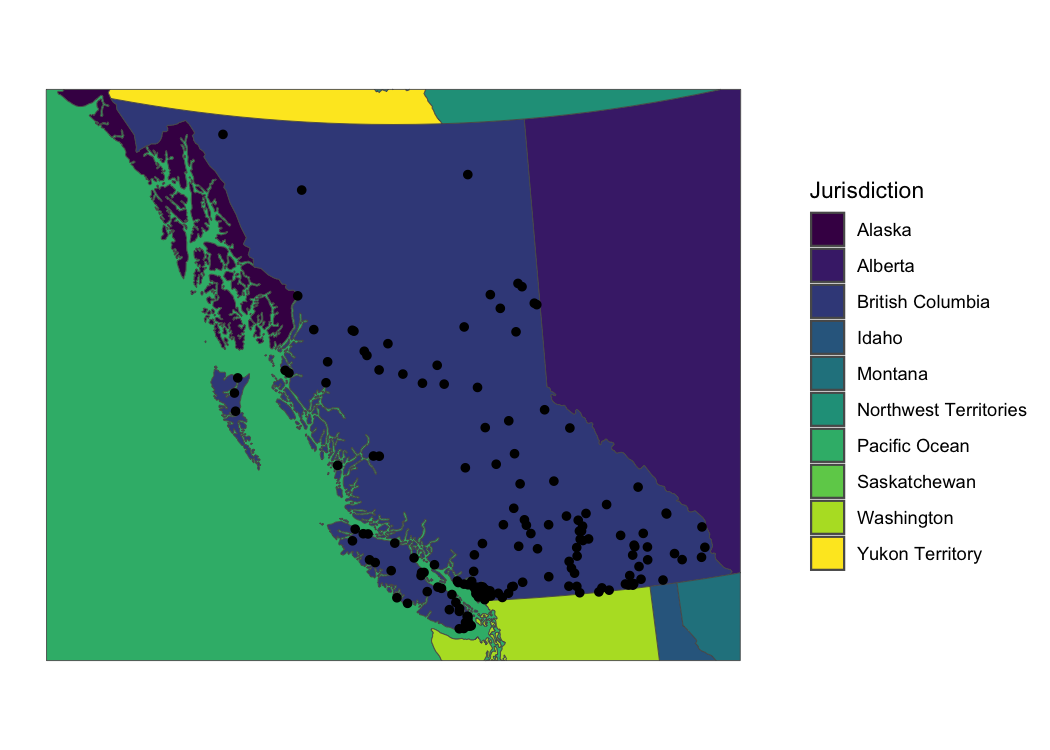 Jurisdiction
Alaska
Alberta
British Columbia
Idaho
Montana
Northwest Territories
Pacific Ocean
Saskatchewan
Washington
Yukon Territory